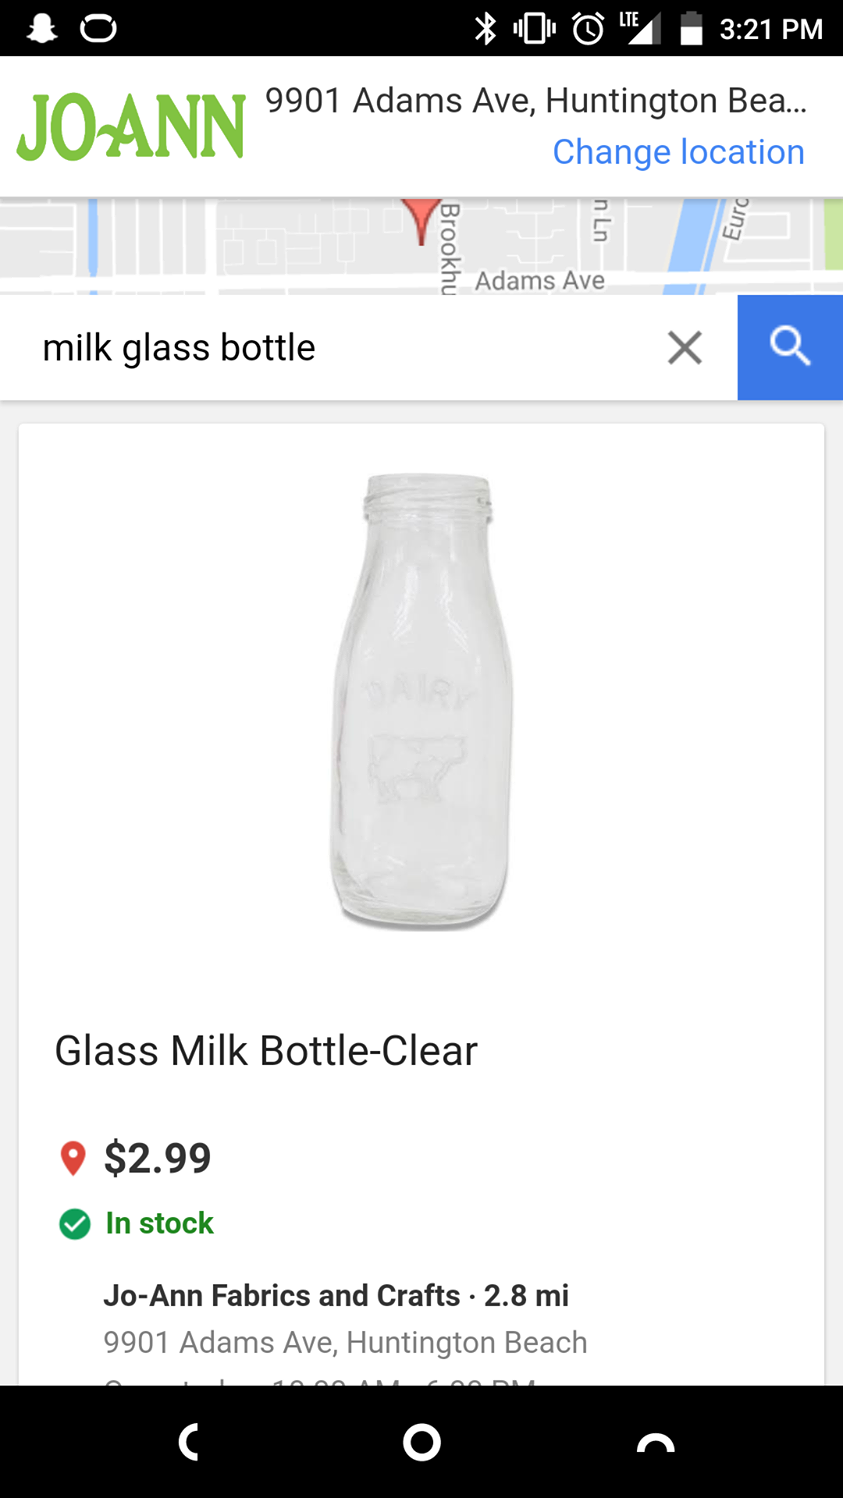 LTE 3:21 PM
JO-ANN
9901 Adams Ave, Huntington Bea...
Change location
Brookhu
n Ln
Euro
Adams Ave
milk glass bottle
DAIRY
Glass Milk Bottle-Clear
$2.99
In stock
Jo-Ann Fabrics and Crafts · 2.8 mi
9901 Adams Ave, Huntington Beach